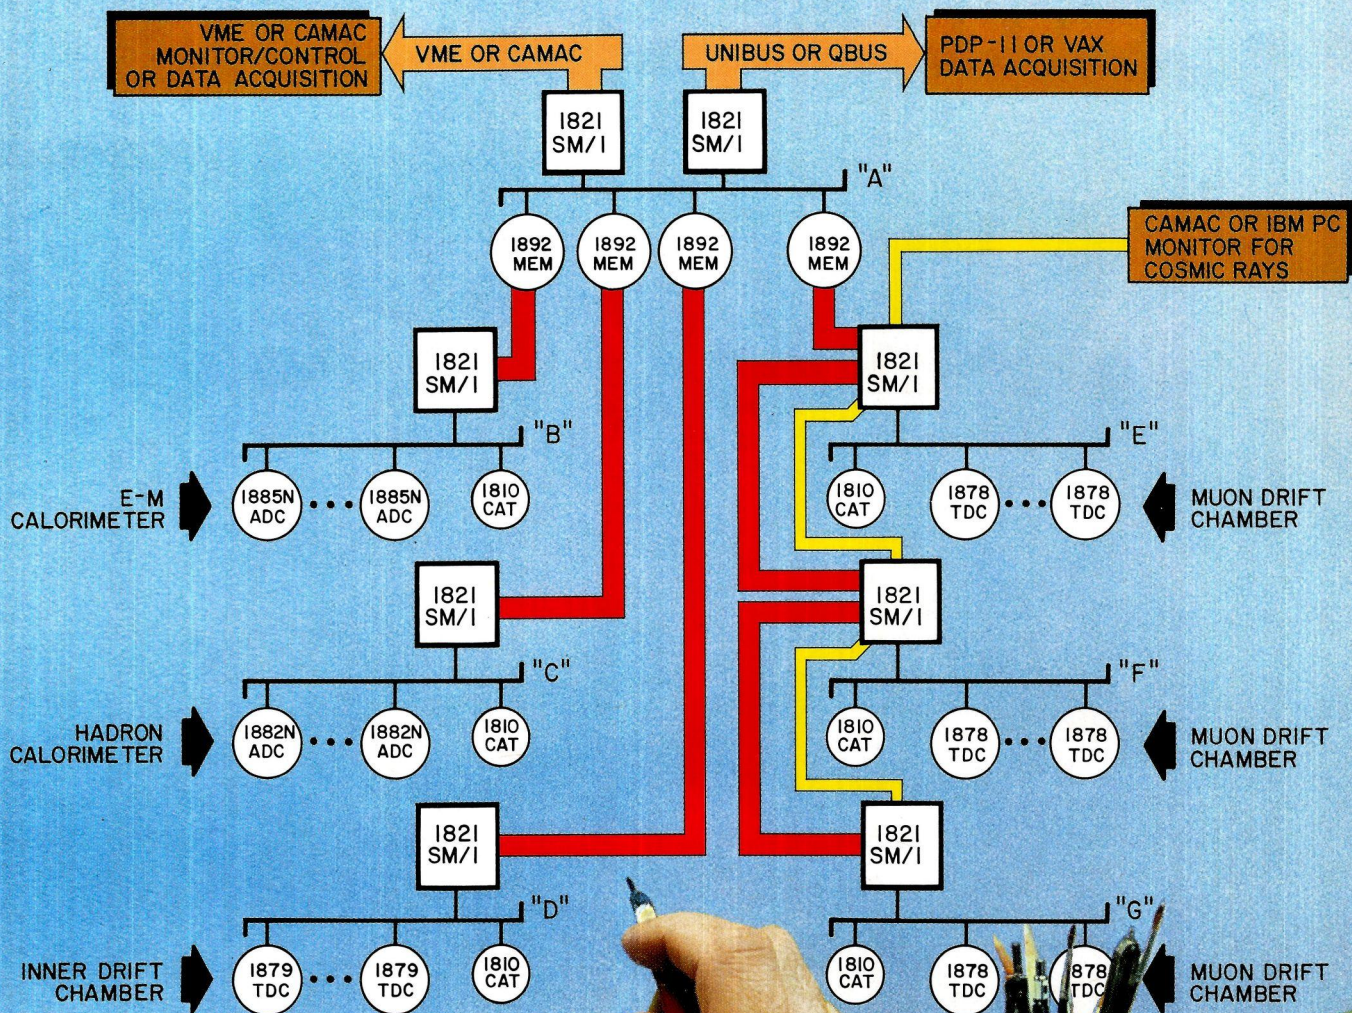 VME OR CAMAC
MONITOR/CONTROL
OR DATA ACQUISITION
VME OR CAMAC
UNIBUS OR QBUS
PDP-11 OR VAX
DATA ACQUISITION
1821
SM/I
1821
SM/I
"A"
1892
MEM
1892
MEM
1892
MEM
1892
MEM
CAMAC OR IBM PC
MONITOR FOR
COSMIC RAYS
1821
SM/I
1821
SM/I
"B"
"E"
E-M
CALORIMETER
1885N
ADC
1885N
ADC
1810
CAT
1810
CAT
1878
TDC
1878
TDC
MUON DRIFT
CHAMBER
1821
SM/I
1821
SM/I
"C"
"F"
HADRON
CALORIMETER
1882N
ADC
1882N
ADC
1810
CAT
1810
CAT
1878
TDC
1878
TDC
MUON DRIFT
CHAMBER
1821
SM/I
1821
SM/I
"D"
"G"
INNER DRIFT
CHAMBER
1879
TDC
1879
TDC
1810
CAT
1810
CAT
1878
TDC
1878
TDC
MUON DRIFT
CHAMBER